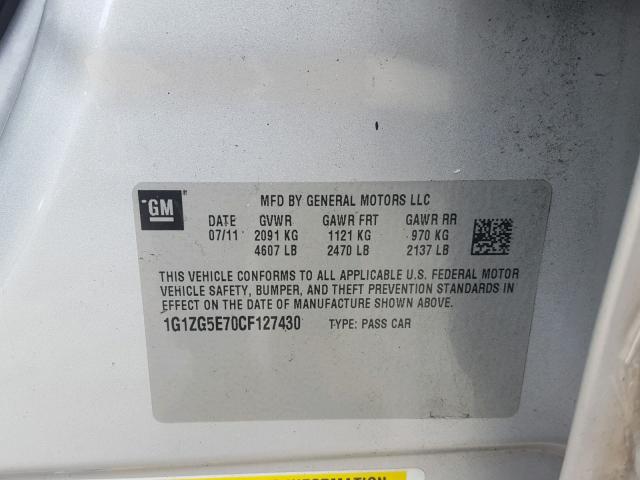 GM
MFD BY GENERAL MOTORS LLC
DATE GVWR GAWR FRT GAWR RR
07/11 2091 KG 1121 KG 970 KG
4607 LB 2470 LB 2137 LB
THIS VEHICLE CONFORMS TO ALL APPLICABLE U.S. FEDERAL MOTOR
VEHICLE SAFETY, BUMPER, AND THEFT PREVENTION STANDARDS IN
EFFECT ON THE DATE OF MANUFACTURE SHOWN ABOVE.
1G1ZG5E70CF127430 TYPE: PASS CAR
INFORMATION